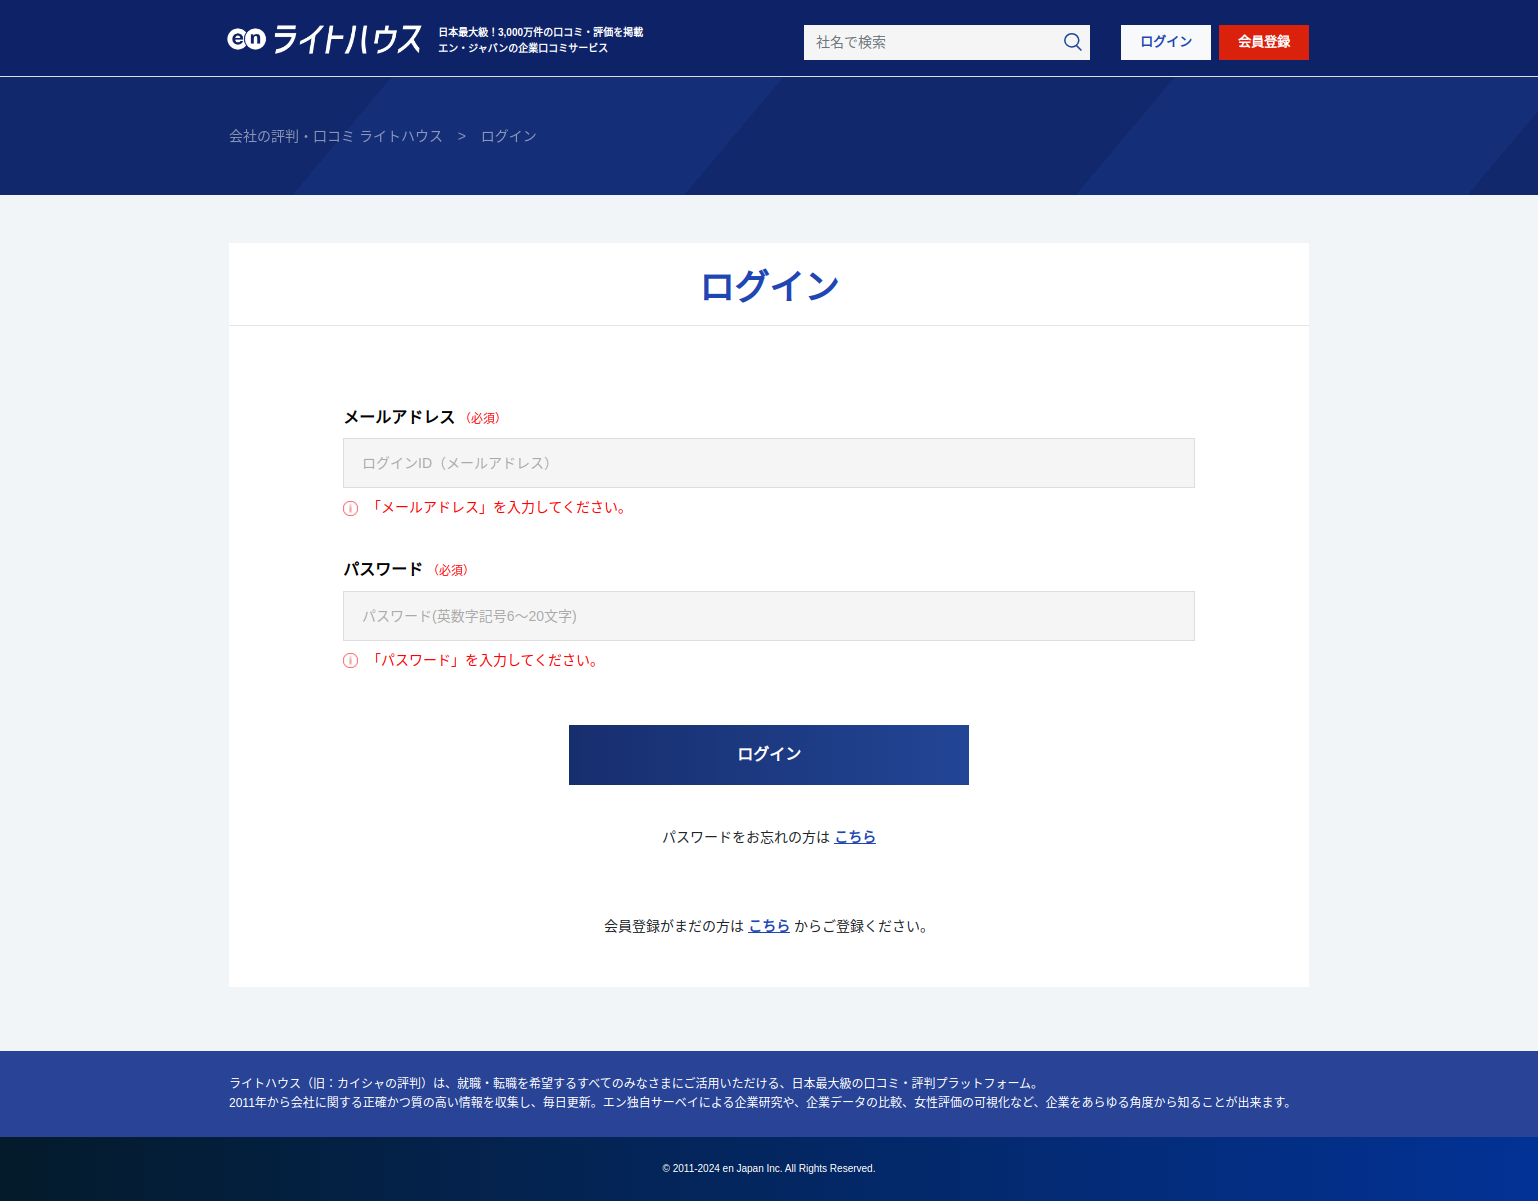 en ライトハウス
日本最大級！3,000万件の口コミ・評価を掲載
エン・ジャパンの企業口コミサービス
社名で検索
ログイン
会員登録
会社の評判・口コミ ライトハウス > ログイン
ログイン
メールアドレス （必須）
ログインID（メールアドレス）
「メールアドレス」を入力してください。
パスワード （必須）
パスワード(英数字記号6～20文字)
「パスワード」を入力してください。
ログイン
パスワードをお忘れの方は こちら
会員登録がまだの方は こちら からご登録ください。
ライトハウス（旧：カイシャの評判）は、就職・転職を希望するすべてのみなさまにご活用いただける、日本最大級の口コミ・評判プラットフォーム。
2011年から会社に関する正確かつ質の高い情報を収集し、毎日更新。エン独自サーベイによる企業研究や、企業データの比較、女性評価の可視化など、企業をあらゆる角度から知ることが出来ます。
© 2011-2024 en Japan Inc. All Rights Reserved.